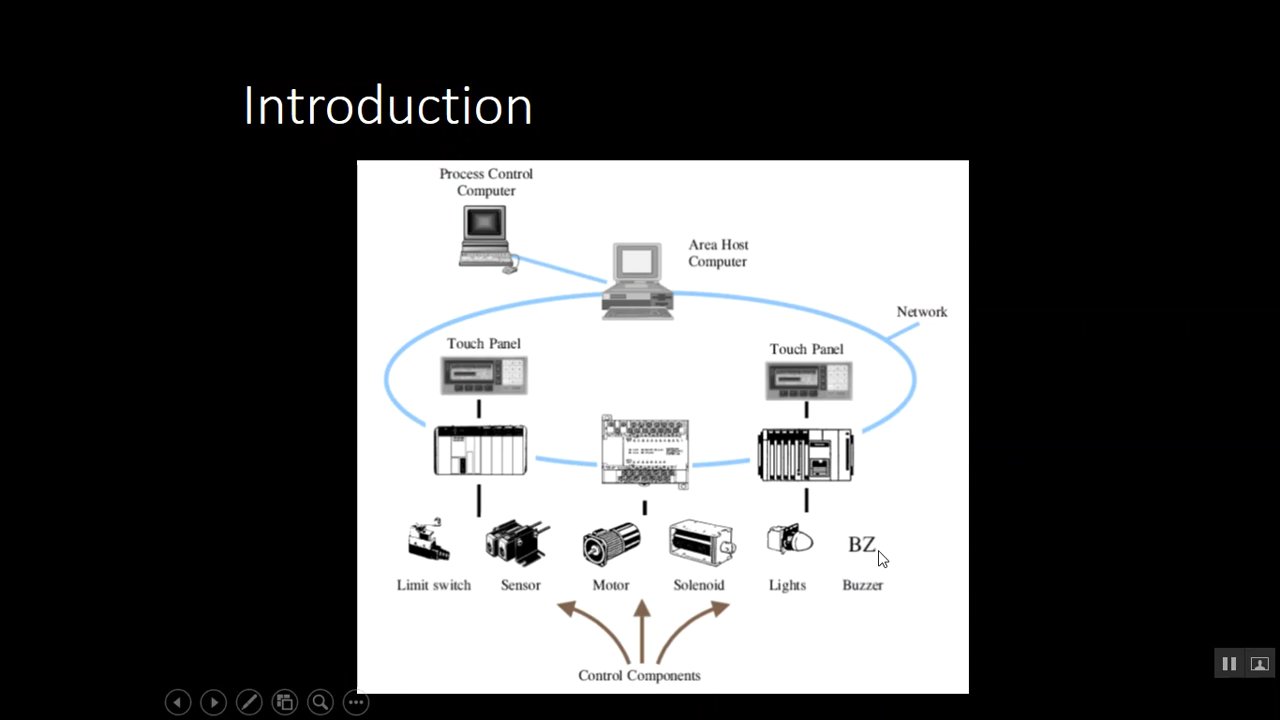 Introduction
Process Control
Computer
Area Host
Computer
Network
Touch Panel
Touch Panel
Limit switch
Sensor
Motor
Solenoid
Lights
BZ
Buzzer
Control Components